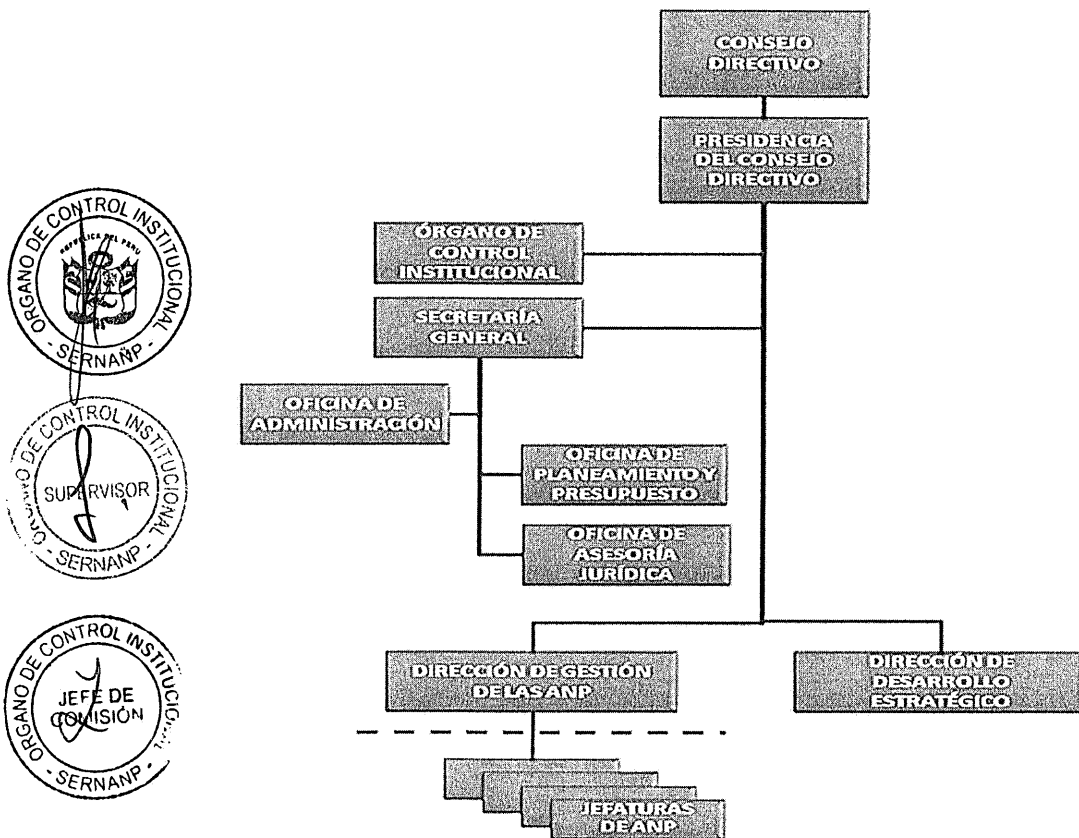 CONSEJO
DIRECTIVO
PRESIDENCIA
DEL CONSEJO
DIRECTIVO
ÓRGANO DE
CONTROL
INSTITUCIONAL
SECRETARÍA
GENERAL
OFICINA DE
ADMINISTRACIÓN
OFICINA DE
PLANEAMIENTO Y
PRESUPUESTO
OFICINA DE
ASESORÍA
JURÍDICA
DIRECCIÓN DE GESTIÓN
DE LAS ANP
DIRECCIÓN DE
DESARROLLO
ESTRATÉGICO
JEFATURAS
DE ANP
ORGANO DE CONTROL INSTITUCIONAL
REPUBLICA DEL PERU
- SERNANP -
DE CONTROL INSTITUCIONAL
SUPERVISOR
- SERNANP -
ORGANO DE CONTROL
JEFE DE
COMISIÓN
- SERNANP -